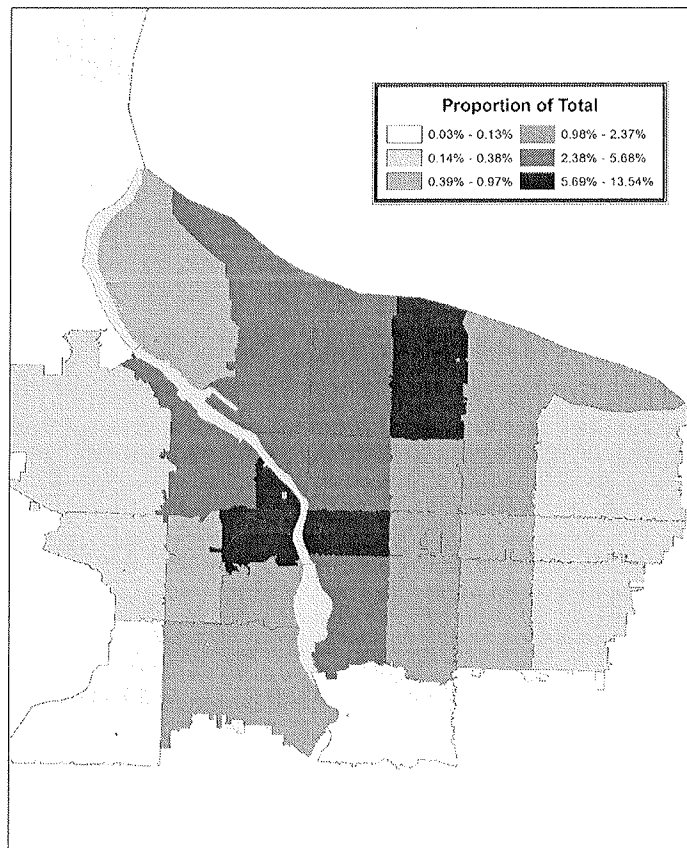 Proportion of Total
0.03% - 0.13% 0.98% - 2.37%
0.14% - 0.38% 2.38% - 5.68%
0.39% - 0.97% 5.69% - 13.54%